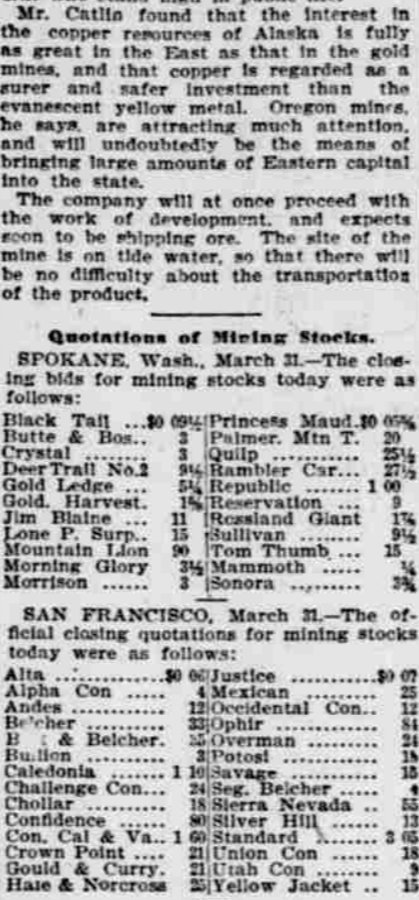 Mr. Catlin found that the interest in
the copper resources of Alaska is fully
as great in the East as that in the gold
mines, and that copper is regarded as a
surer and safer investment than the
evanescent yellow metal. Oregon mines,
he says, are attracting much attention,
and will undoubtedly be the means of
bringing large amounts of Eastern capital
into the state.
The company will at once proceed with
the work of development, and expects
soon to be shipping ore. The site of the
mine is on tide water, so that there will
be no difficulty about the transportation
of the product.
Quotations of Mining Stocks.
SPOKANE, Wash., March 31.—The clos-
ing bids for mining stocks today were as
follows:
Black Tail ...$0 09½
Butte & Bos.. 3
Crystal ........ 3
Deer Trail No.2 9½
Gold Ledge ... 5¼
Gold. Harvest.
Jim Blaine ... 11
Lone P. Surp.. 15
Mountain Lion 90
Morning Glory 3½
Morrison ...... 3
Princess Maud.$0
Palmer. Mtn T. 20
Quilp ........... 25½
Rambler Car... 27½
Republic ....... 1 00
Reservation ... 9
Rossland Giant
Sullivan ........ 9½
Tom Thumb ... 15
Mammoth ..... ¼
Sonora .........
SAN FRANCISCO, March 31.—The of-
ficial closing quotations for mining stocks
today were as follows:
Alta ............$0
Alpha Con ..... 4
Andes .......... 12
Belcher ......... 33
& Belcher.
Bullion ......... 3
Caledonia ...... 1 10
Challenge Con... 24
Chollar ......... 18
Confidence ..... 80
Con. Cal & Va.. 1 60
Crown Point .... 21
Gould & Curry. 21
Hale & Norcross 25
Justice ..........$0 07
Mexican ........ 25
Occidental Con.. 12
Ophir ........... 84
Overman ....... 24
Potosi .......... 18
Savage .......... 15
Seg. Belcher .... 4
Sierra Nevada ..
Silver Hill ...... 13
Standard ........ 3
Union Con ..... 18
Utah Con ....... 9
Yellow Jacket ..